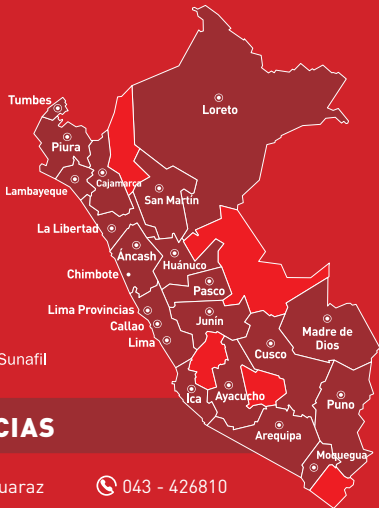 Loreto
Tumbes
Piura
Cajamarca
Lambayeque
San Martín
La Libertad
Áncash
Huánuco
Chimbote
Pasco
Lima Provincias
Callao
Junín
Madre de
Dios
Lima
Cusco
Sunafil
Ica
Ayacucho
Puno
CIAS
Arequipa
Moquegua
uaraz
043 - 426810